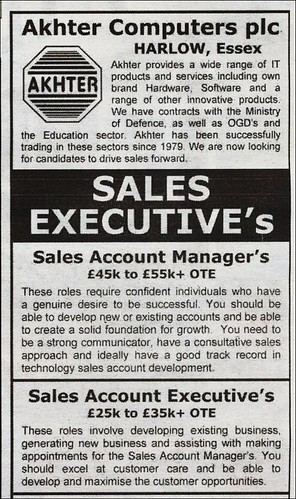 Akhter Computers plc
HARLOW, Essex
AKHTER
Akhter provides a wide range of IT
products and services including own
brand Hardware, Software and a
range of other innovative products.
We have contracts with the Ministry
of Defence, as well as OGD's and
the Education sector. Akhter has been successfully
trading in these sectors since 1979. We are now looking
for candidates to drive sales forward.
SALES
EXECUTIVE's
Sales Account Manager's
£45k to £55k+ OTE
These roles require confident individuals who have
a genuine desire to be successful. You should be
able to develop new or existing accounts and be able
to create a solid foundation for growth. You need to
be a strong communicator, have a consultative sales
approach and ideally have a good track record in
technology sales account development.
Sales Account Executive's
£25k to £35k+ OTE
These roles involve developing existing business,
generating new business and assisting with making
appointments for the Sales Account Manager's. You
should excel at customer care and be able to
develop and maximise the customer opportunities.